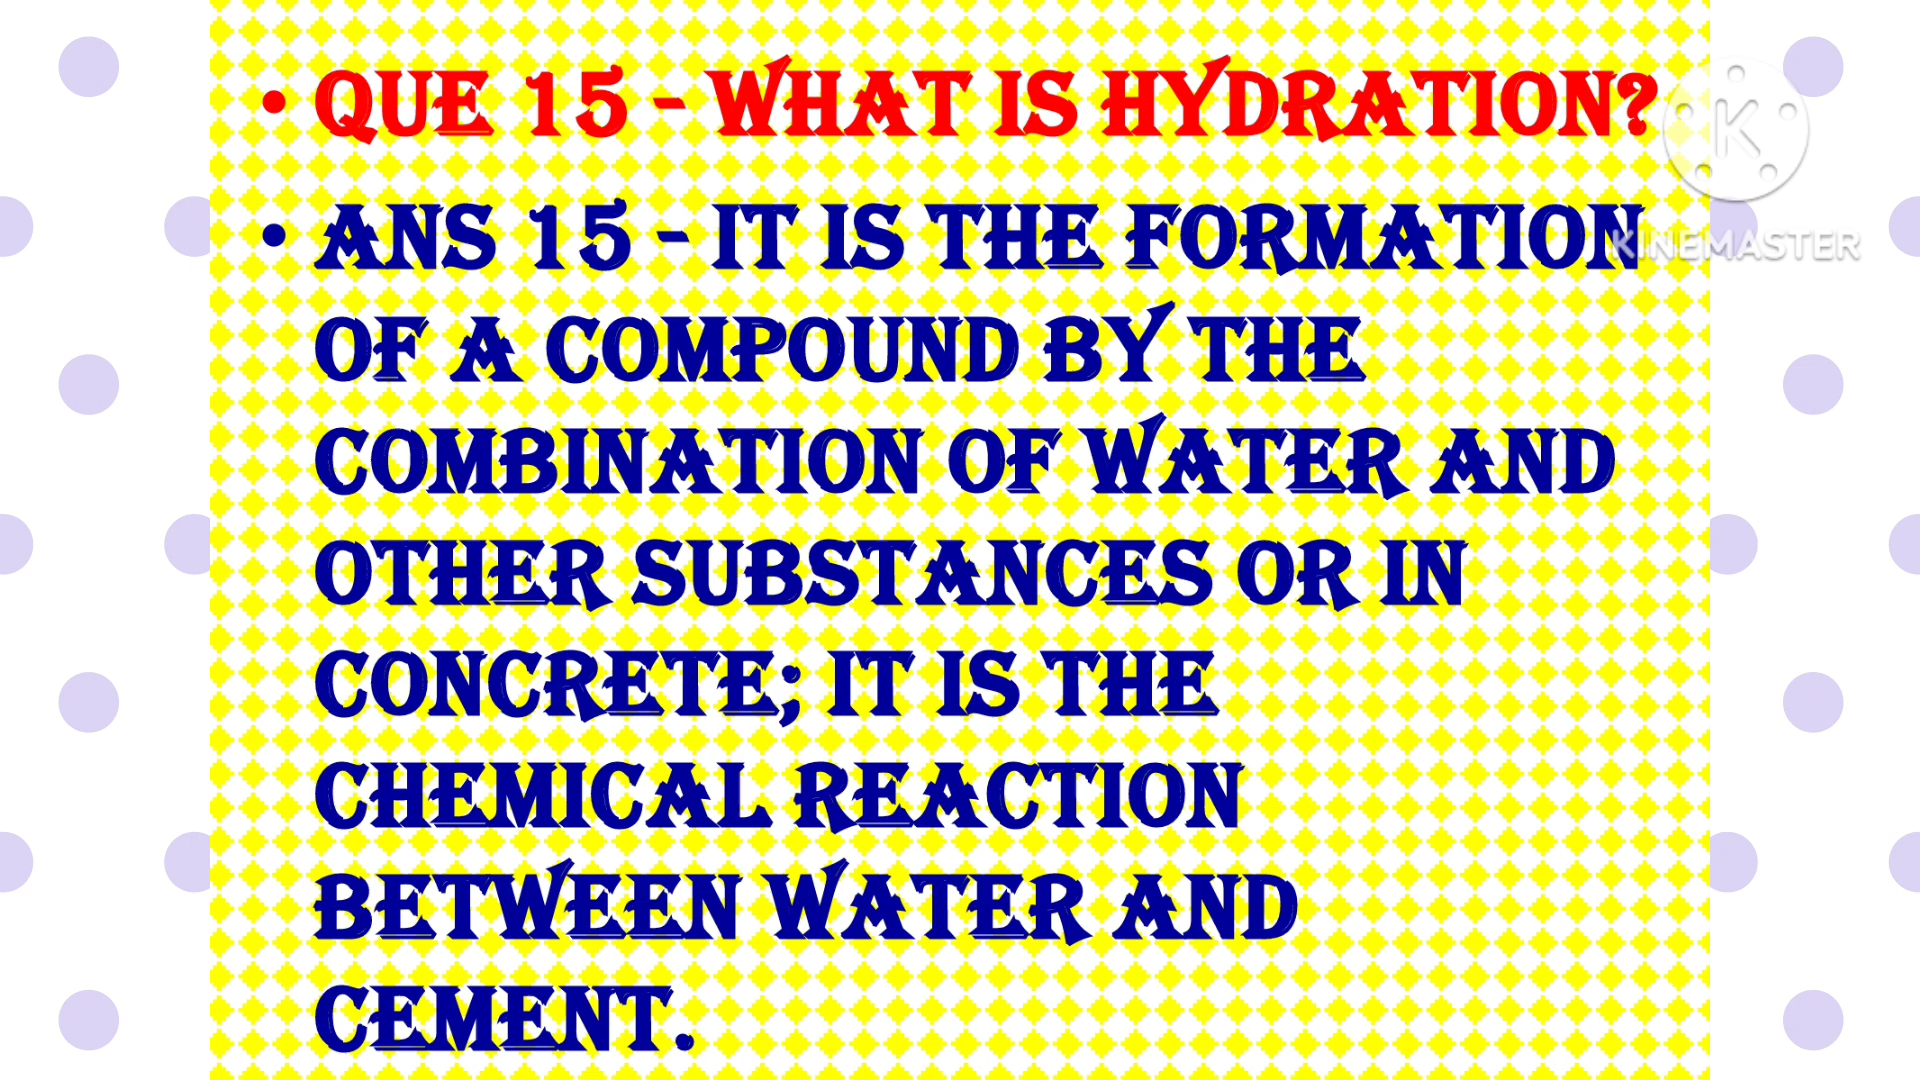 • QUE 15 - WHAT IS HYDRATION?
• ANS 15 - IT IS THE FORMATION
OF A COMPOUND BY THE
COMBINATION OF WATER AND
OTHER SUBSTANCES OR IN
CONCRETE; IT IS THE
CHEMICAL REACTION
BETWEEN WATER AND
CEMENT.
K
KINEMASTER